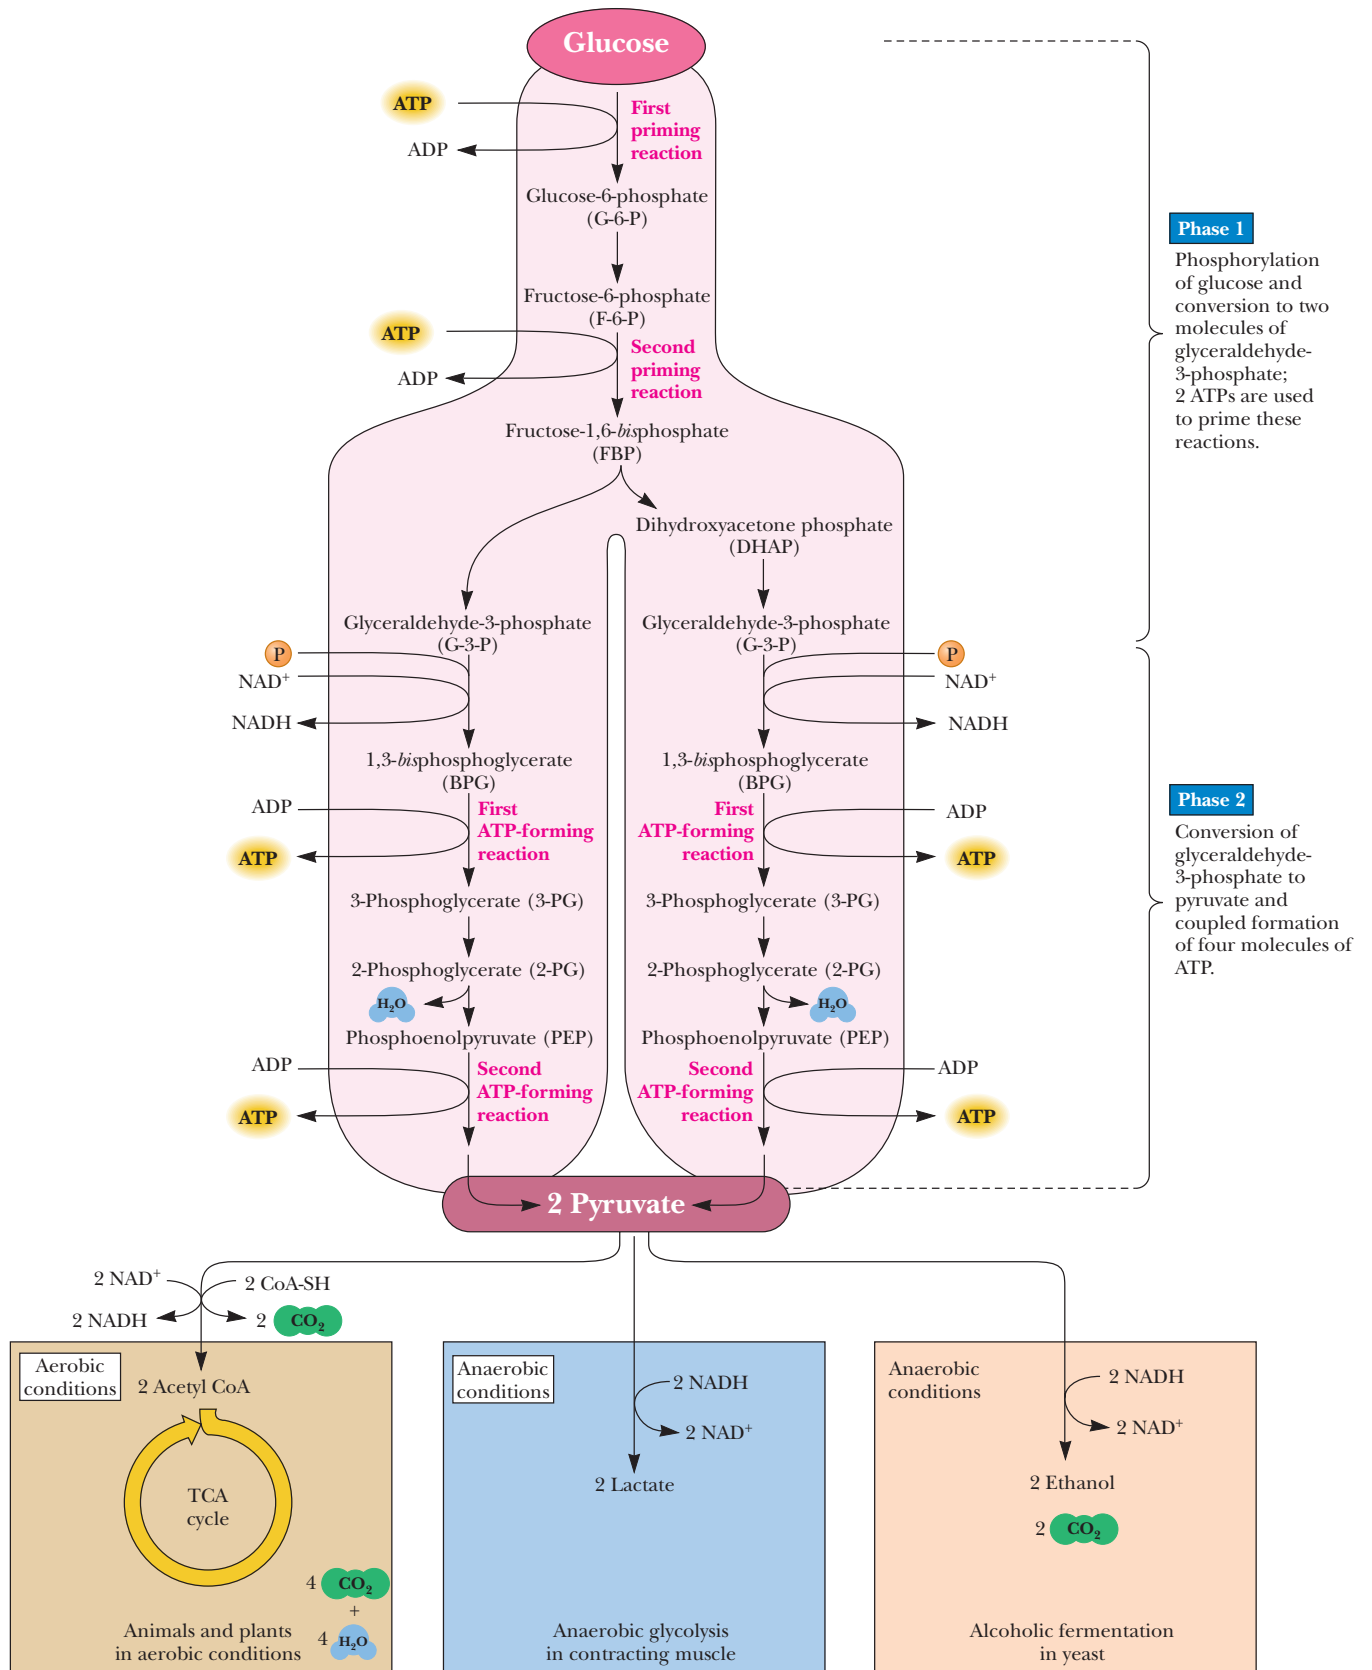 Glucose
ATP
ADP
First
priming
reaction
Glucose-6-phosphate
(G-6-P)
Fructose-6-phosphate
(F-6-P)
ATP
ADP
Second
priming
reaction
Fructose-1,6-bisphosphate
(FBP)
Dihydroxyacetone phosphate
(DHAP)
Phase 1
Phosphorylation
of glucose and
conversion to two
molecules of
glyceraldehyde-
3-phosphate;
2 ATPs are used
to prime these
reactions.
Glyceraldehyde-3-phosphate
(G-3-P)
P
NAD⁺
NADH
1,3-bisphosphoglycerate
(BPG)
ADP
ATP
First
ATP-forming
reaction
3-Phosphoglycerate (3-PG)
2-Phosphoglycerate (2-PG)
H₂O
Phosphoenolpyruvate (PEP)
ADP
ATP
Second
ATP-forming
reaction
Glyceraldehyde-3-phosphate
(G-3-P)
P
NAD⁺
NADH
1,3-bisphosphoglycerate
(BPG)
First
ATP-forming
reaction
ADP
ATP
3-Phosphoglycerate (3-PG)
2-Phosphoglycerate (2-PG)
H₂O
Phosphoenolpyruvate (PEP)
Second
ATP-forming
reaction
ADP
ATP
Phase 2
Conversion of
glyceraldehyde-
3-phosphate to
pyruvate and
coupled formation
of four molecules of
ATP.
2 Pyruvate
2 NAD⁺
2 CoA-SH
2 NADH
2 CO₂
Aerobic
conditions
2 Acetyl CoA
TCA
cycle
4 CO₂
+
4 H₂O
Animals and plants
in aerobic conditions
Anaerobic
conditions
2 NADH
2 NAD⁺
2 Lactate
Anaerobic glycolysis
in contracting muscle
Anaerobic
conditions
2 NADH
2 NAD⁺
2 Ethanol
2 CO₂
Alcoholic fermentation
in yeast